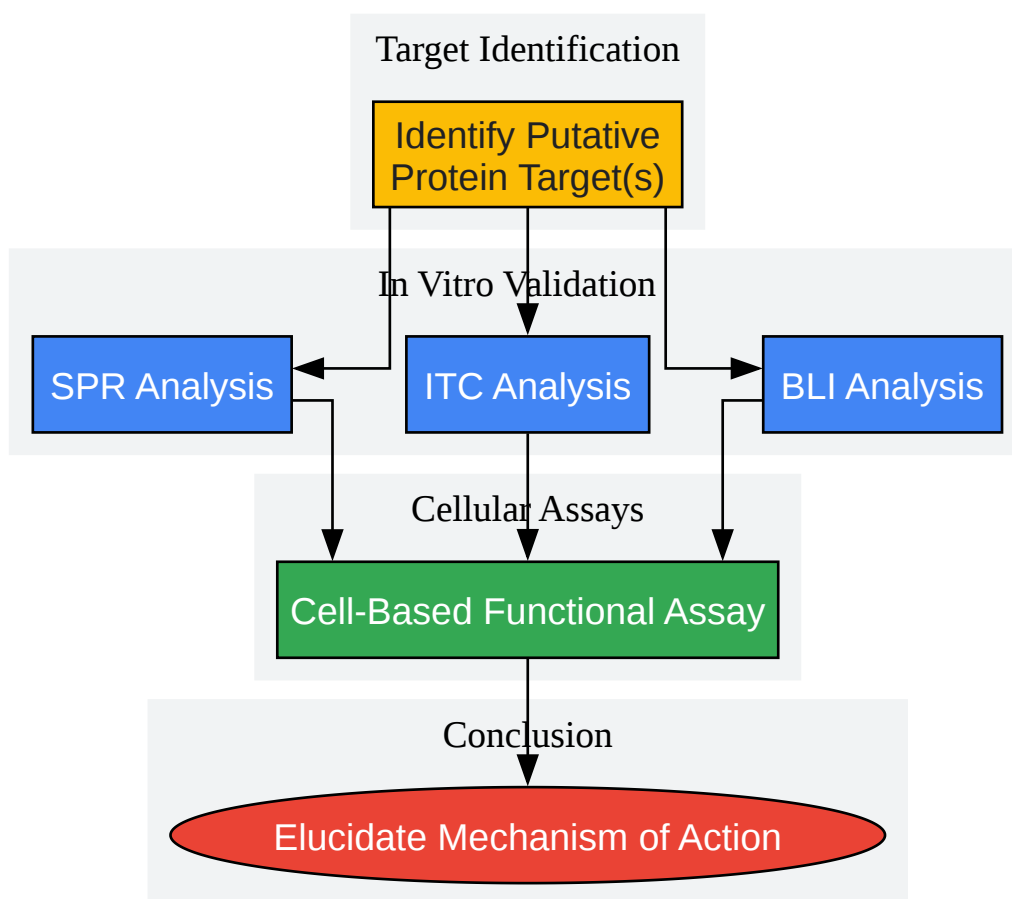 Target Identification
Identify Putative
Protein Target(s)
In Vitro Validation
SPR Analysis
ITC Analysis
BLI Analysis
Cellular Assays
Cell-Based Functional Assay
Conclusion
Elucidate Mechanism of Action